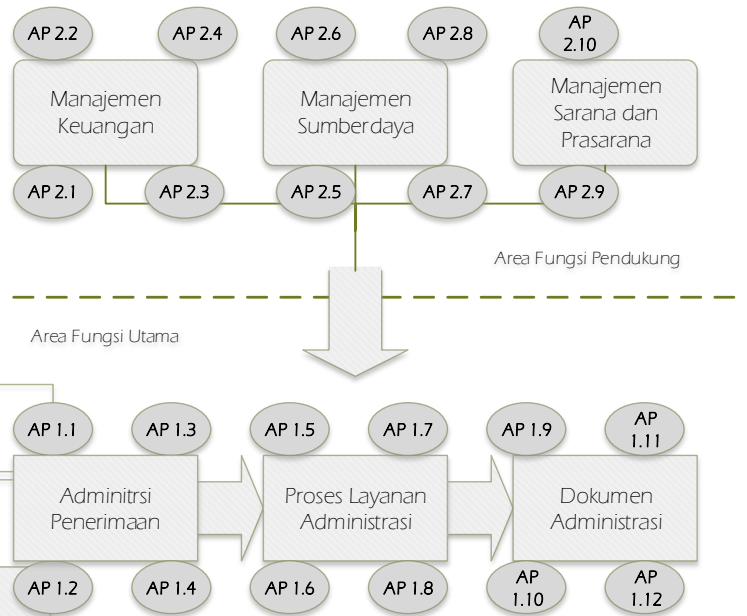 AP 2.2
AP 2.4
AP 2.6
AP 2.8
AP
2.10
Manajemen
Keuangan
Manajemen
Sumberdaya
Manajemen
Sarana dan
Prasarana
AP 2.1
AP 2.3
AP 2.5
AP 2.7
AP 2.9
Area Fungsi Pendukung
Area Fungsi Utama
AP 1.1
AP 1.3
AP 1.5
AP 1.7
AP 1.9
AP
1.11
Adminitrsi
Penerimaan
Proses Layanan
Administrasi
Dokumen
Administrasi
AP 1.2
AP 1.4
AP 1.6
AP 1.8
AP
1.10
AP
1.12